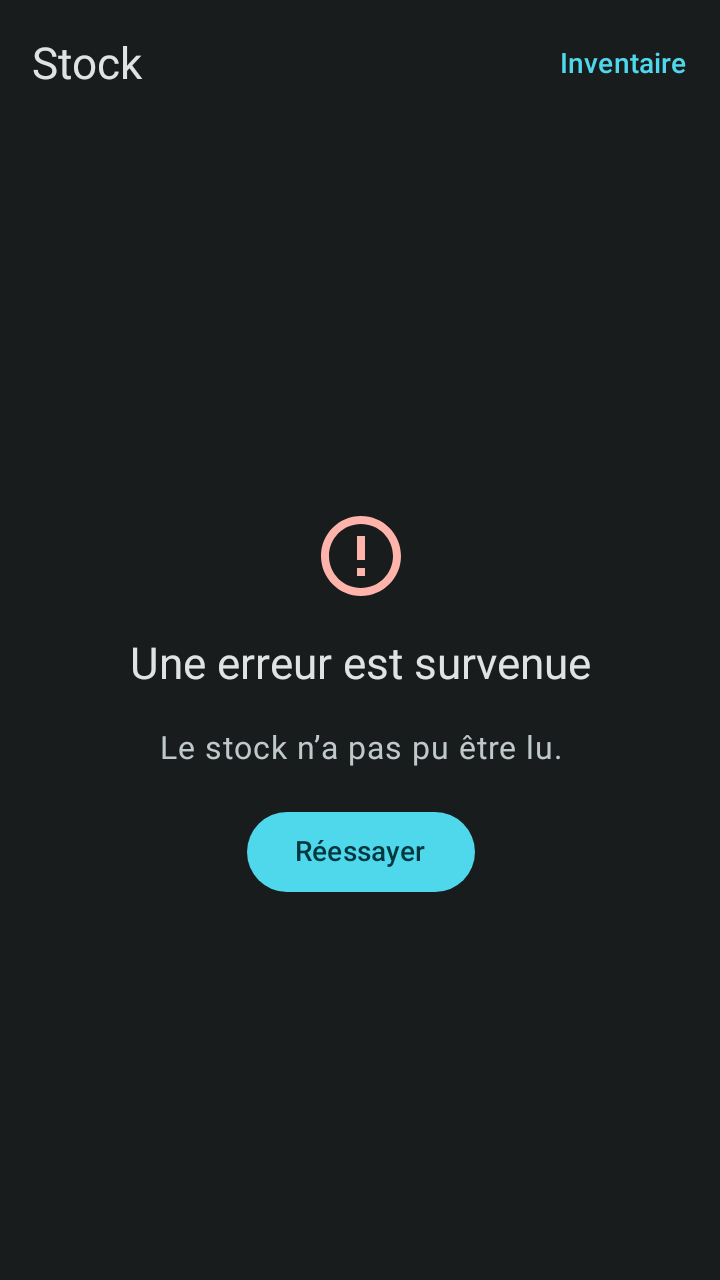 Stock
Inventaire
Une erreur est survenue
Le stock n’a pas pu être lu.
Réessayer